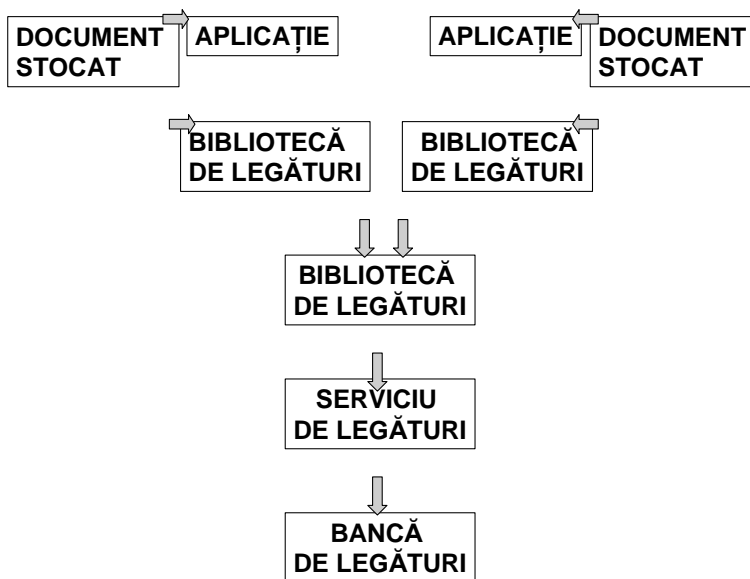 DOCUMENT
STOCAT
APLICAȚIE
APLICAȚIE
DOCUMENT
STOCAT
BIBLIOTECĂ
DE LEGĂTURI
BIBLIOTECĂ
DE LEGĂTURI
BIBLIOTECĂ
DE LEGĂTURI
SERVICIU
DE LEGĂTURI
BANCĂ
DE LEGĂTURI